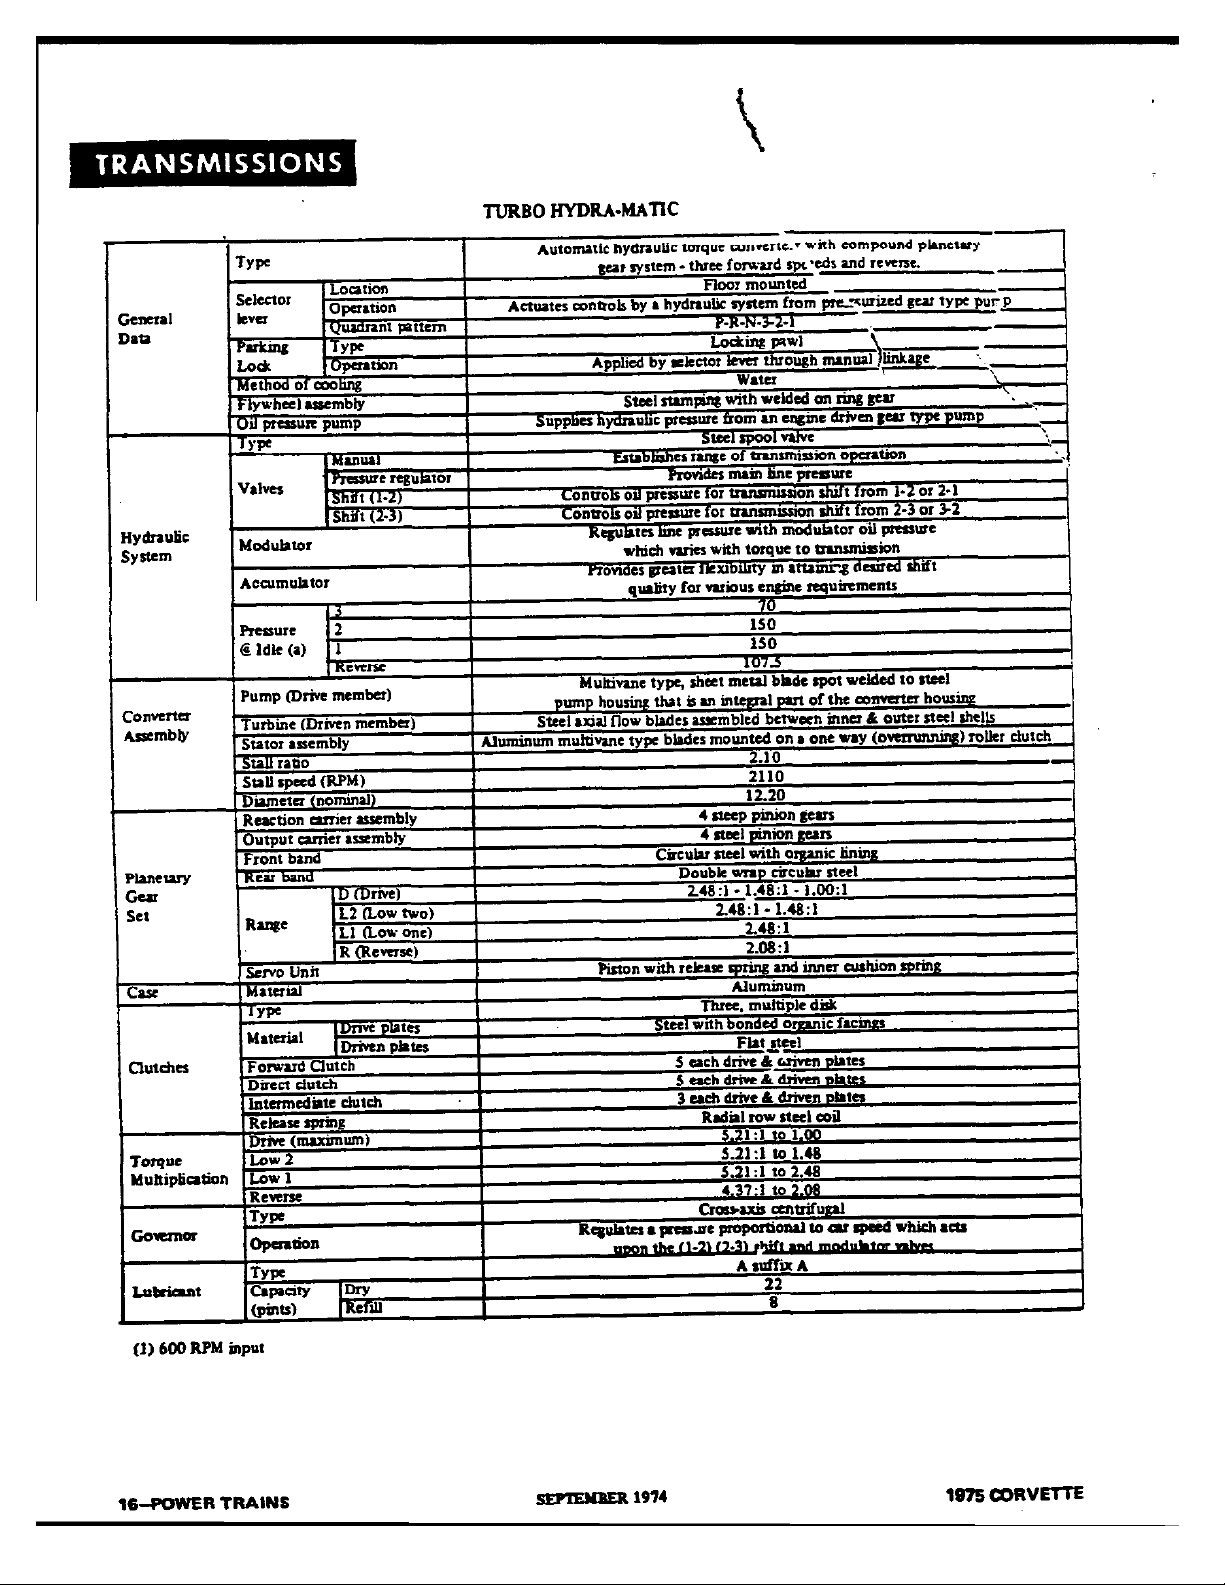 TRANSMISSIONS
TURBO HYDRA-MATIC
General Data
Type
Automatic hydraulic torque converter with compound planetary
gear system - three forward speeds and reverse.
Selector lever
Location Floor mounted
Operation Actuates controls by a hydraulic system from pressurized gear type pump
Quadrant pattern P-R-N-3-2-1
Parking Lock
Type Locking pawl
Operation Applied by selector lever through manual linkage
Method of cooling Water
Flywheel assembly Steel stamping with welded on ring gear
Oil pressure pump Supplies hydraulic pressure from an engine driven gear type pump
Hydraulic System
Type Steel spool valve
Valves
Manual Establishes range of transmission operation
Pressure regulator Provides main line pressure
Shift (1-2) Controls oil pressure for transmission shift from 1-2 or 2-1
Shift (2-3) Controls oil pressure for transmission shift from 2-3 or 3-2
Modulator
Regulates line pressure with modulator oil pressure
which varies with torque to transmission
Accumulator
Provides greater flexibility in attaining desired shift
quality for various engine requirements
Pressure @ Idle (a)
3 70
2 150
1 150
Reverse 107.5
Converter Assembly
Pump (Drive member)
Multivane type, sheet metal blade spot welded to steel
pump housing that is an integral part of the converter housing
Turbine (Driven member) Steel axial flow blades assembled between inner & outer steel shells
Stator assembly Aluminum multivane type blades mounted on a one way (overrunning) roller clutch
Stall ratio 2.10
Stall speed (RPM) 2110
Diameter (nominal) 12.20
Planetary Gear Set
Reaction carrier assembly 4 steep pinion gears
Output carrier assembly 4 steel pinion gears
Front band Circular steel with organic lining
Rear band Double wrap circular steel
Range
D (Drive) 2.48:1 - 1.48:1 - 1.00:1
L2 (Low two) 2.48:1 - 1.48:1
L1 (Low one) 2.48:1
R (Reverse) 2.08:1
Servo Unit Piston with release spring and inner cushion spring
Case Material Aluminum
Clutches
Type Three, multiple disk
Material
Drive plates Steel with bonded organic facings
Driven plates Flat steel
Forward Clutch 5 each drive & driven plates
Direct clutch 5 each drive & driven plates
Intermediate clutch 3 each drive & driven plates
Release spring Radial row steel coil
Torque Multiplication
Drive (maximum) 5.21:1 to 1.00
Low 2 5.21:1 to 1.48
Low 1 5.21:1 to 2.48
Reverse 4.37:1 to 2.08
Governor
Type Cross-axis centrifugal
Operation
Regulates a pressure proportional to car speed which acts
upon the (1-2) (2-3) shift and modulator valves
Lubricant
Type A suffix A
Capacity (pints)
Dry 22
Refill 8
(1) 600 RPM input
16—POWER TRAINS SEPTEMBER 1974 1975 CORVETTE